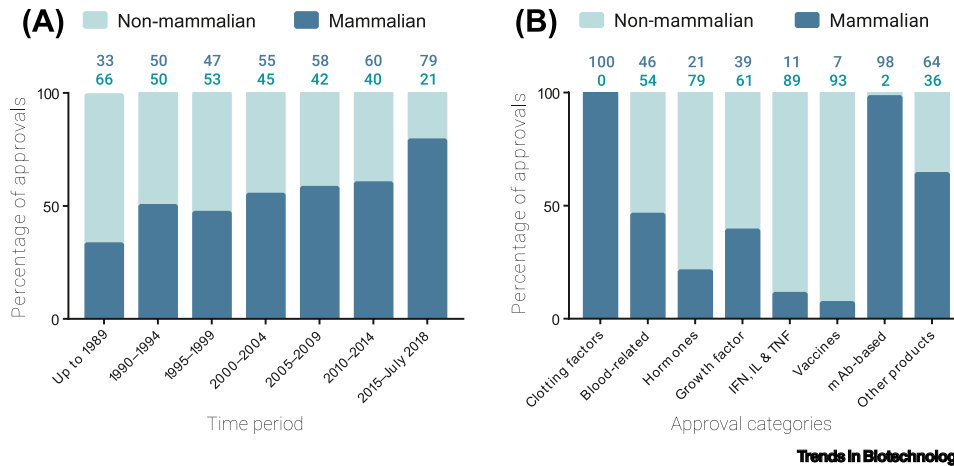 (A)
Non-mammalian
Mammalian
33 50 47 55 58 60 79
66 50 53 45 42 40 21
100
50
0
Percentage of approvals
Up to 1989
1990–1994
1995–1999
2000–2004
2005–2009
2010–2014
2015–July 2018
Time period
(B)
Non-mammalian
Mammalian
100 46 21 39 11 7 98 64
0 54 79 61 89 93 2 36
100
50
0
Percentage of approvals
Clotting factors
Blood-related
Hormones
Growth factor
IFN, IL & TNF
Vaccines
mAb-based
Other products
Approval categories
Trends in Biotechnolog